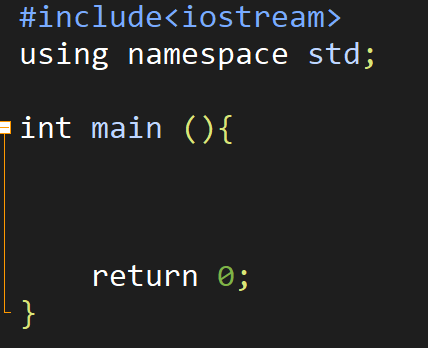 #include<iostream>
using namespace std;
int main (){
return 0;
}